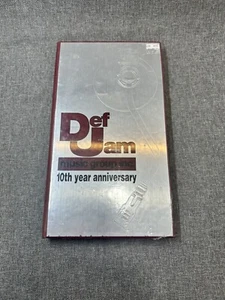 Def
Jam
music group inc
10th year anniversary